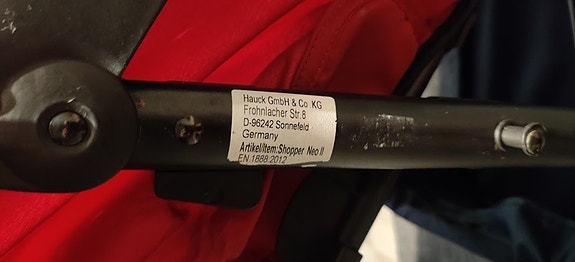 Hauck GmbH & Co KG
Frohnlacher Str.8
D-96242 Sonnefeld
Germany
Artikel/Item:Shopper Neo II
EN 1888:2012